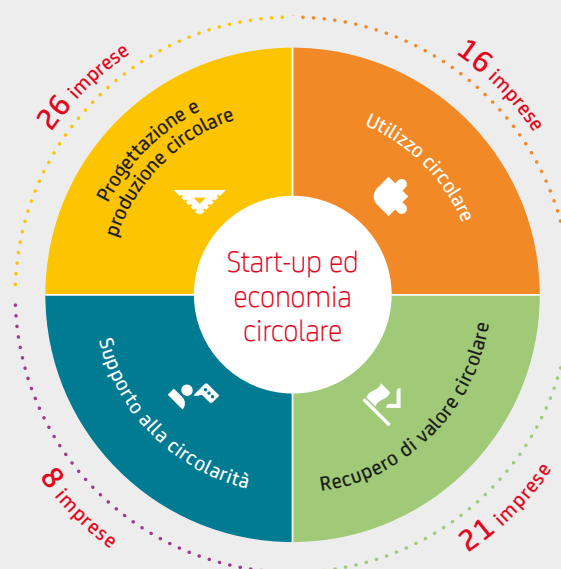 26 imprese
16 imprese
Progettazione e
produzione circolare
Utilizzo circolare
Start-up ed
economia
circolare
Supporto alla circolarità
Recupero di valore circolare
8 imprese
21 imprese